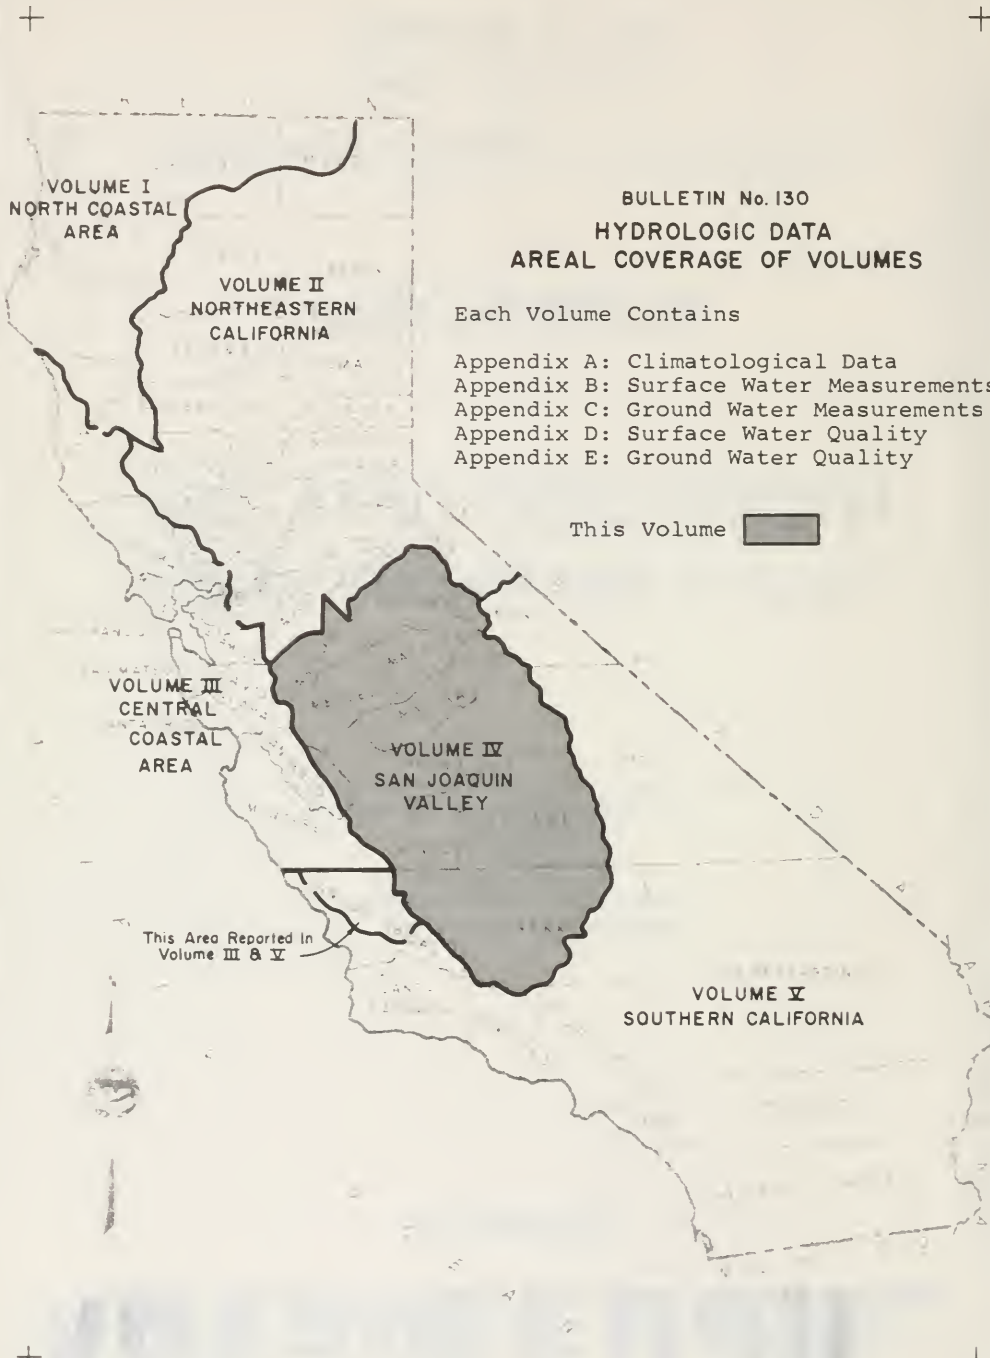 BULLETIN No. 130
HYDROLOGIC DATA
AREAL COVERAGE OF VOLUMES
Each Volume Contains
Appendix A: Climatological Data
Appendix B: Surface Water Measurements
Appendix C: Ground Water Measurements
Appendix D: Surface Water Quality
Appendix E: Ground Water Quality
This Volume
VOLUME I
NORTH COASTAL
AREA
VOLUME II
NORTHEASTERN
CALIFORNIA
VOLUME III
CENTRAL
COASTAL
AREA
VOLUME IV
SAN JOAQUIN
VALLEY
This Area Reported In
Volume III & V
VOLUME V
SOUTHERN CALIFORNIA